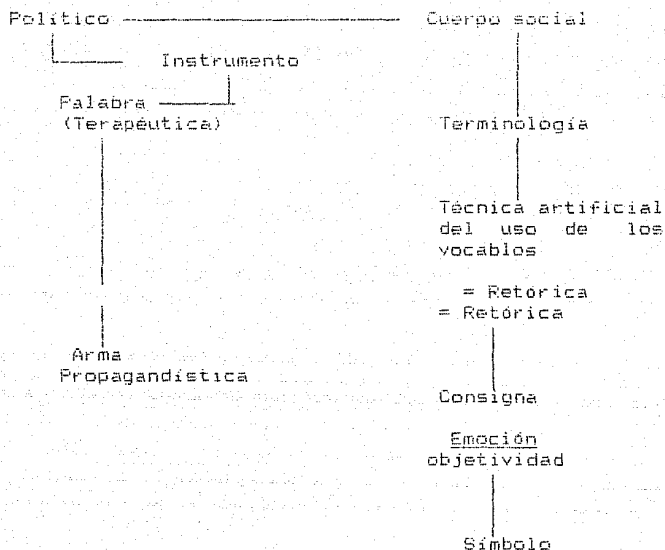 Político Cuerpo social
Instrumento
Palabra
(Terapéutica)
Terminología
Técnica artificial
del uso de los
vocablos
= Retórica
= Retórica
Arma
Propagandística
Consigna
Emoción
objetividad
Símbolo